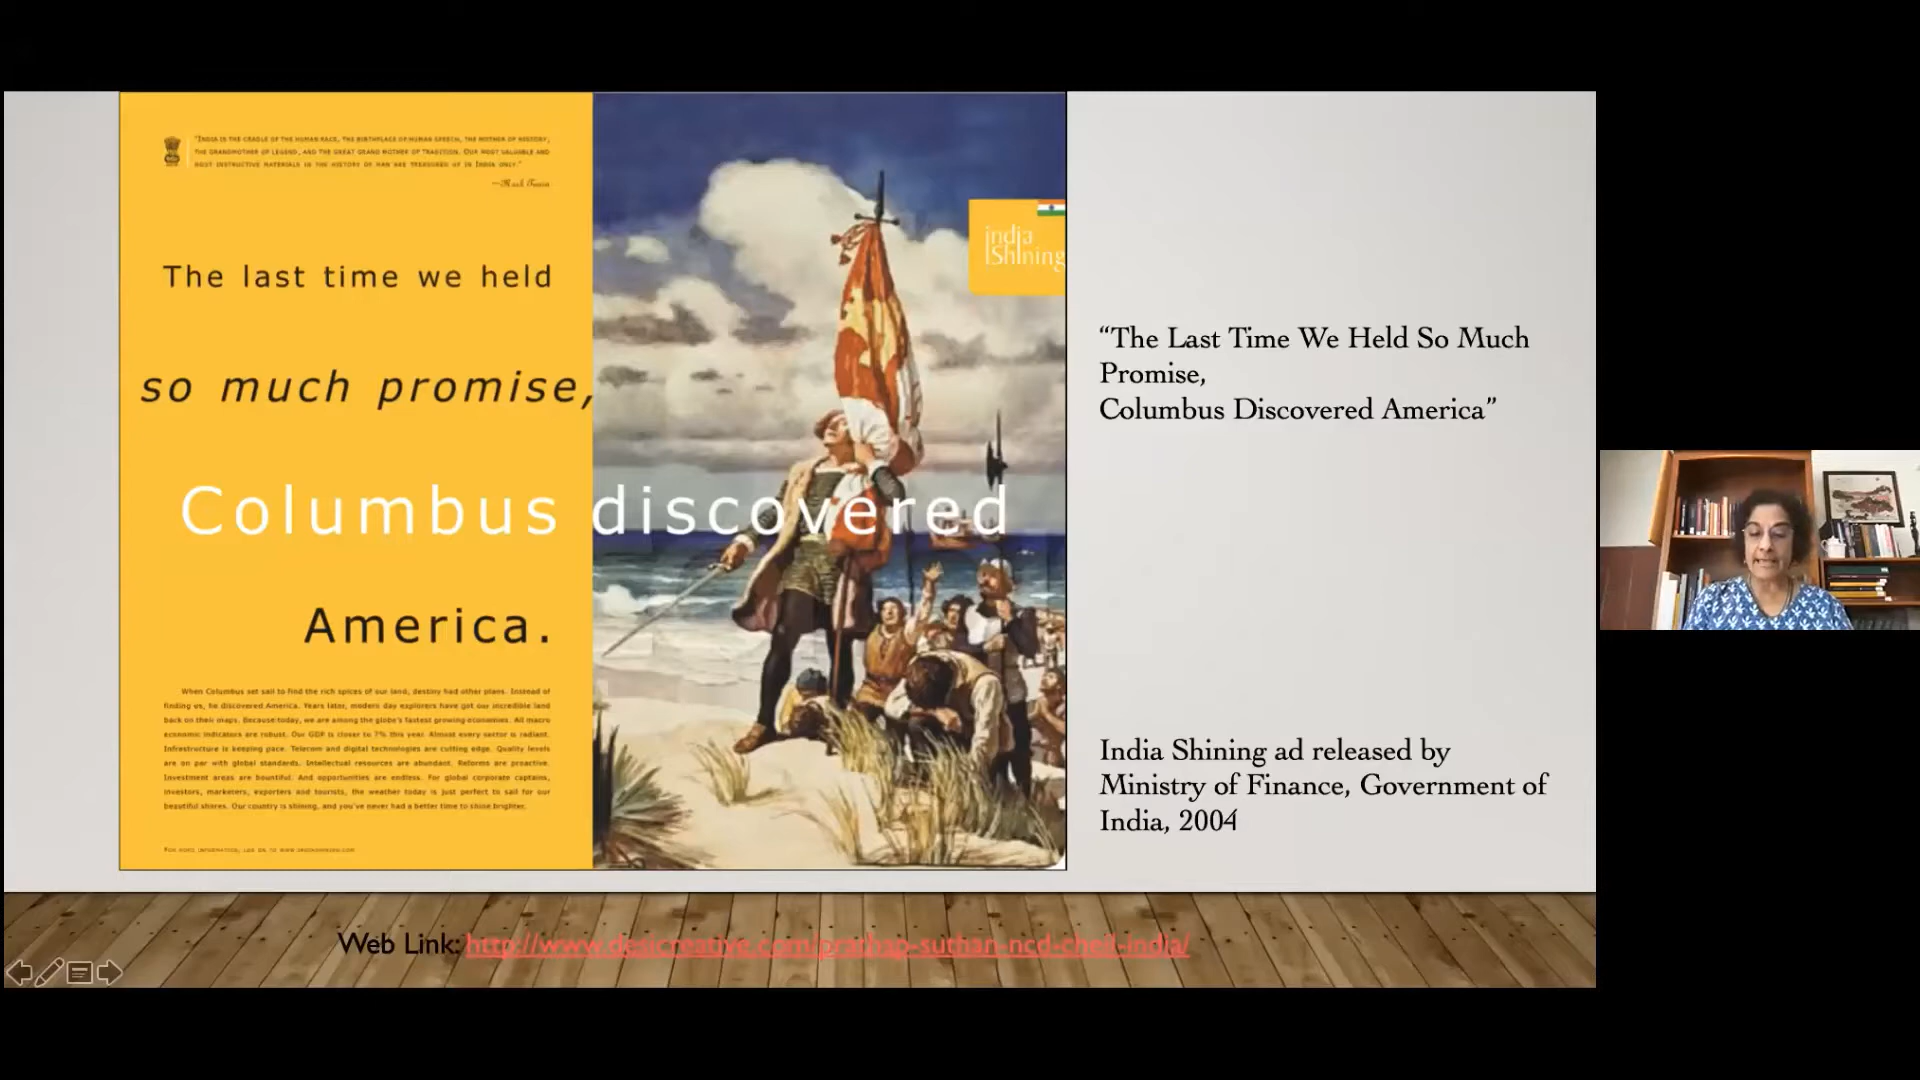 "INDIA IS THE CRADLE OF THE HUMAN RACE, THE BIRTHPLACE OF HUMAN SPEECH, THE MOTHER OF HISTORY,
THE GRANDMOTHER OF LEGEND, AND THE GREAT GRAND MOTHER OF TRADITION. OUR MOST VALUABLE AND
MOST INSTRUCTIVE MATERIALS IN THE HISTORY OF MAN ARE TREASURED UP IN INDIA ONLY."
—Mark Twain
The last time we held
so much promise,
Columbus discovered
America.
When Columbus set sail to find the rich spices of our land, destiny had other plans. Instead of
finding us, he discovered America. Years later, modern day explorers have got our incredible land
back on their maps. Because today, we are among the globe's fastest growing economies. All macro
economic indicators are robust. Our GDP is closer to 7% this year. Almost every sector is radiant.
Infrastructure is keeping pace. Telecom and digital technologies are cutting edge. Quality levels
are on par with global standards. Intellectual resources are abundant. Reforms are proactive.
Investment areas are bountiful. And opportunities are endless. For global corporate captains,
investors, marketers, exporters and tourists, the weather today is just perfect to sail for our
beautiful shores. Our country is shining, and you've never had a better time to shine brighter.
FOR MORE INFORMATION, LOG ON TO
india
Shining
“The Last Time We Held So Much
Promise,
Columbus Discovered America”
India Shining ad released by
Ministry of Finance, Government of
India, 2004
Web Link: http://www.desicreative.com/prathap-suthan-ncd-cheil-india/